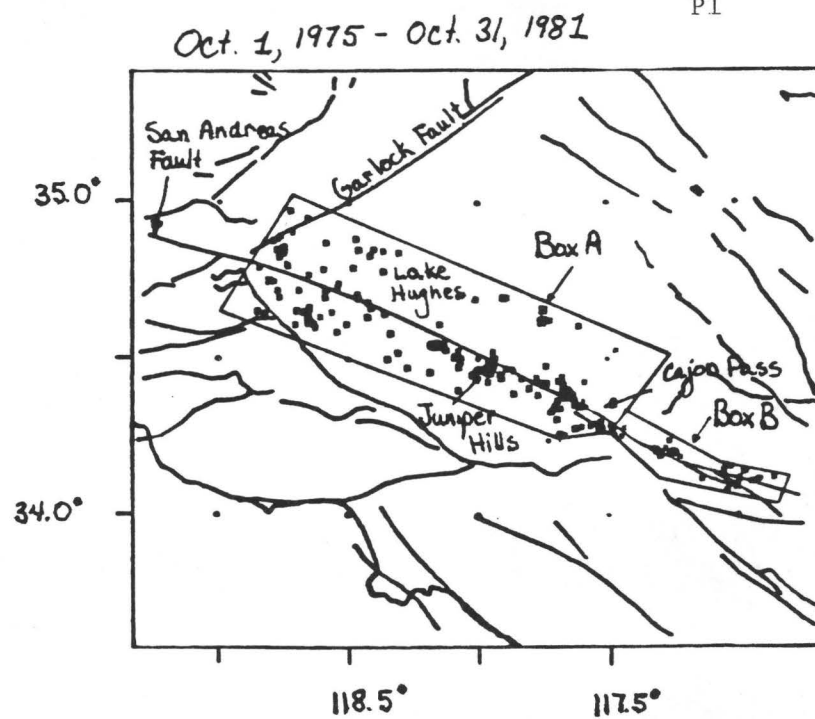 P1
Oct. 1, 1975 - Oct. 31, 1981
San Andreas
Fault
Garlock Fault
35.0°
Box A
Lake
Hughes
Cajon Pass
Juniper
Hills
Box B
34.0°
118.5°
117.5°